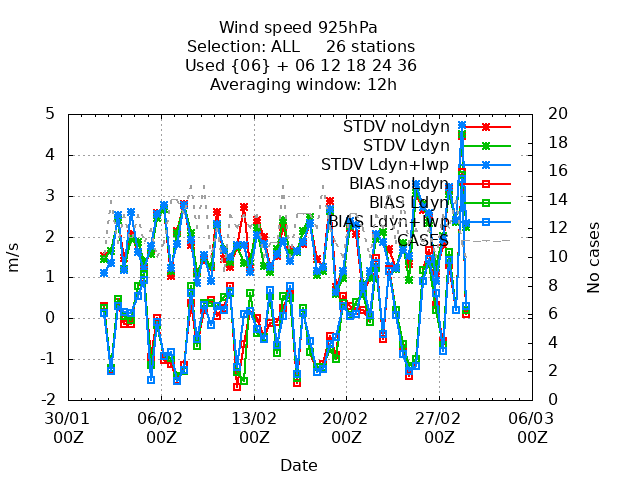 Wind speed 925hPa
Selection: ALL     26 stations
Used {06} + 06 12 18 24 36
Averaging window: 12h
5
4
3
2
1
0
-1
-2
m/s
20
18
16
14
12
10
8
6
4
2
0
No cases
STDV noLdyn
STDV Ldyn
STDV Ldyn+lwp
BIAS noLdyn
BIAS Ldyn
BIAS Ldyn+lwp
CASES
30/01 06/02 13/02 20/02 27/02 06/03
00Z 00Z 00Z 00Z 00Z 00Z
Date